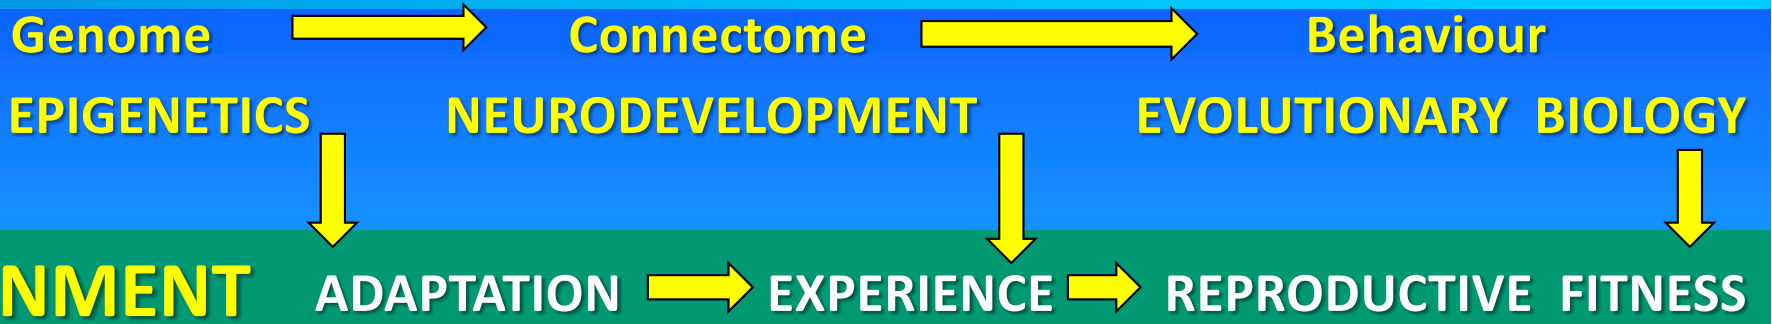 Genome Connectome Behaviour
EPIGENETICS NEURODEVELOPMENT EVOLUTIONARY BIOLOGY
NMENT ADAPTATION EXPERIENCE REPRODUCTIVE FITNESS